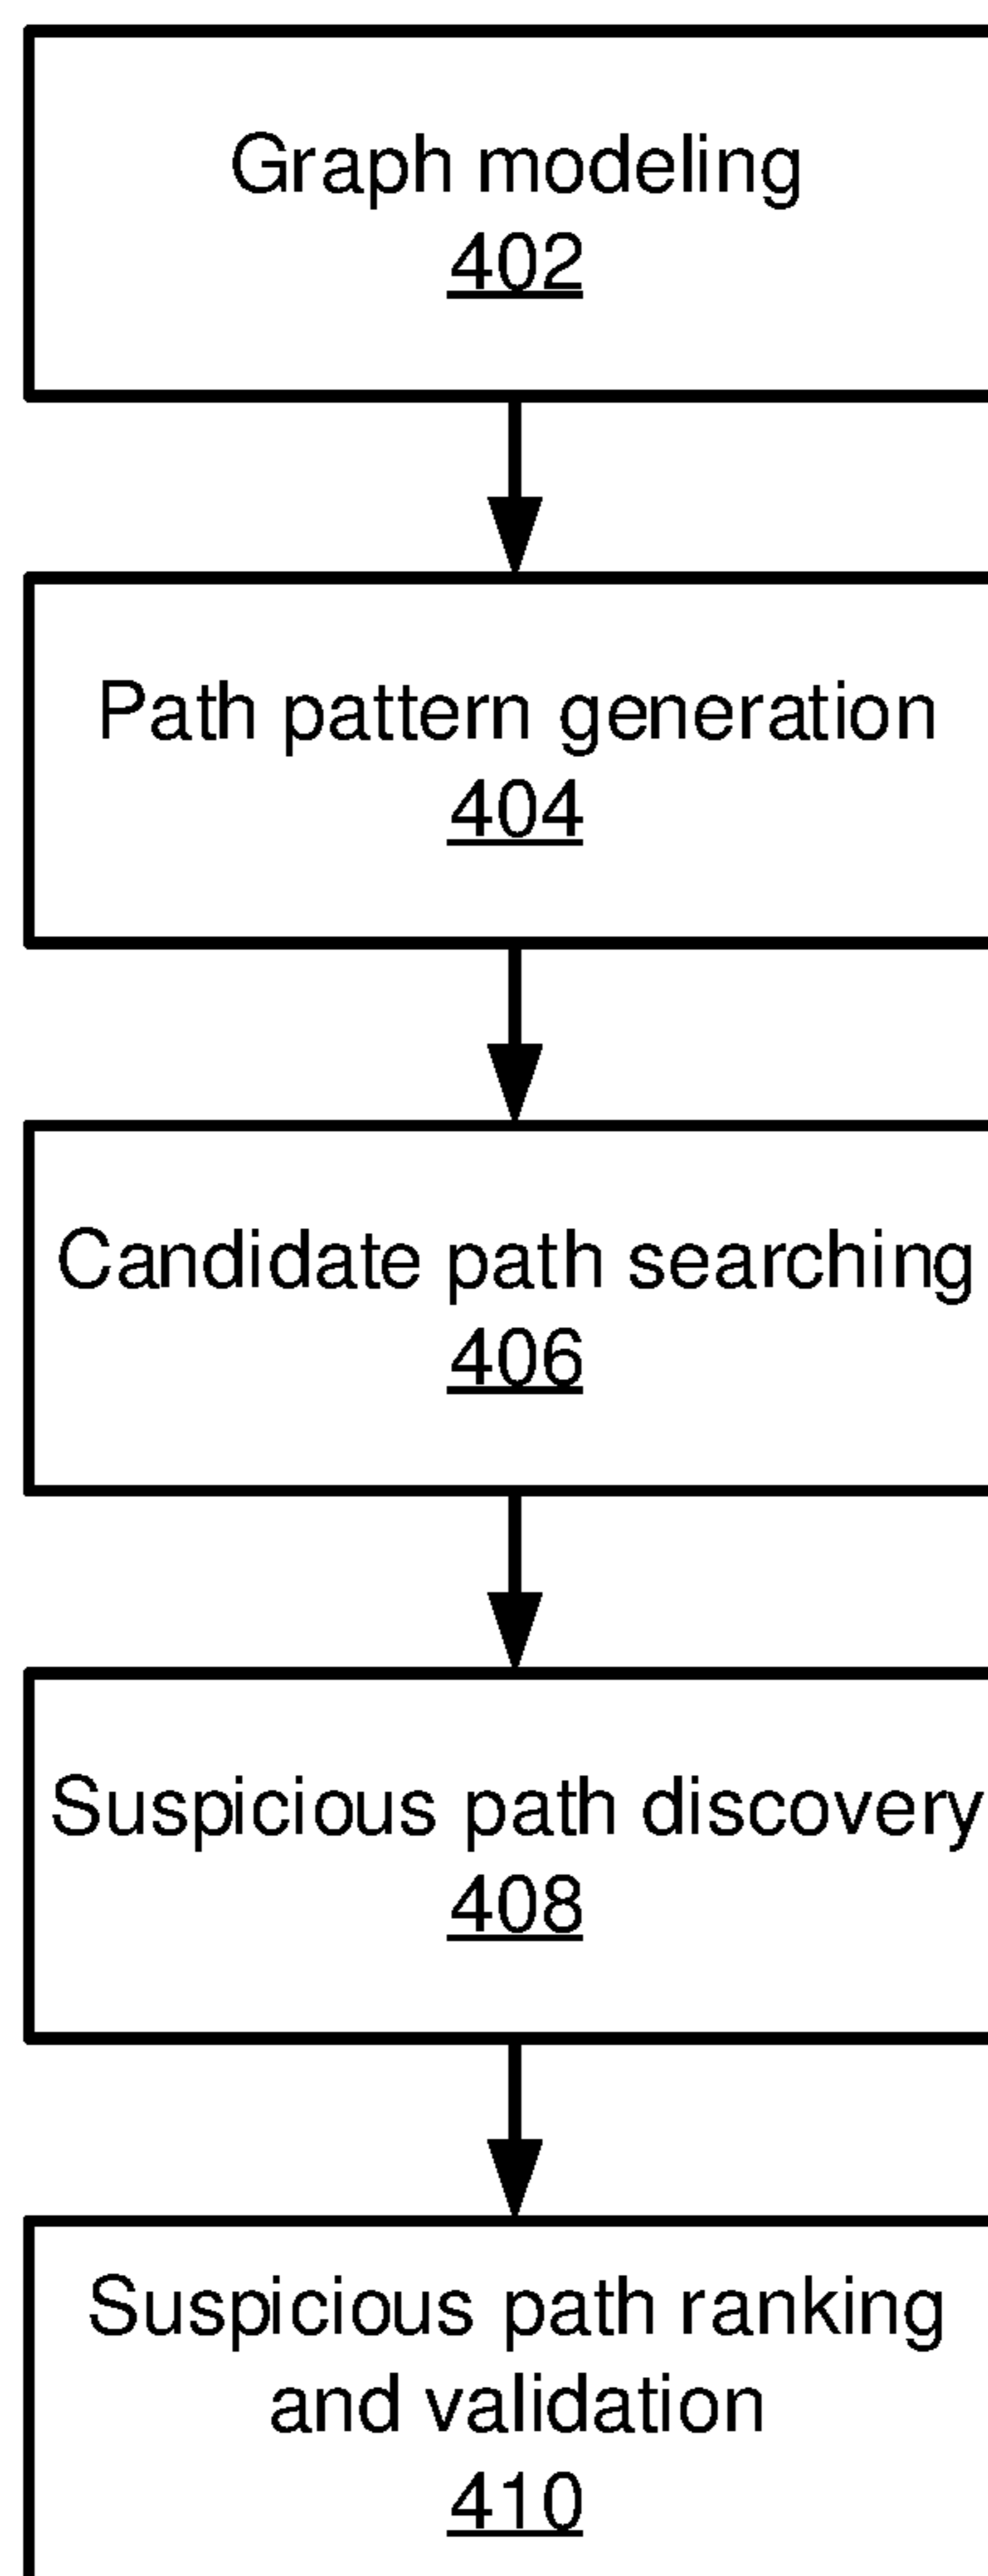 Graph modeling
402
Path pattern generation
404
Candidate path searching
406
Suspicious path discovery
408
Suspicious path ranking
and validation
410